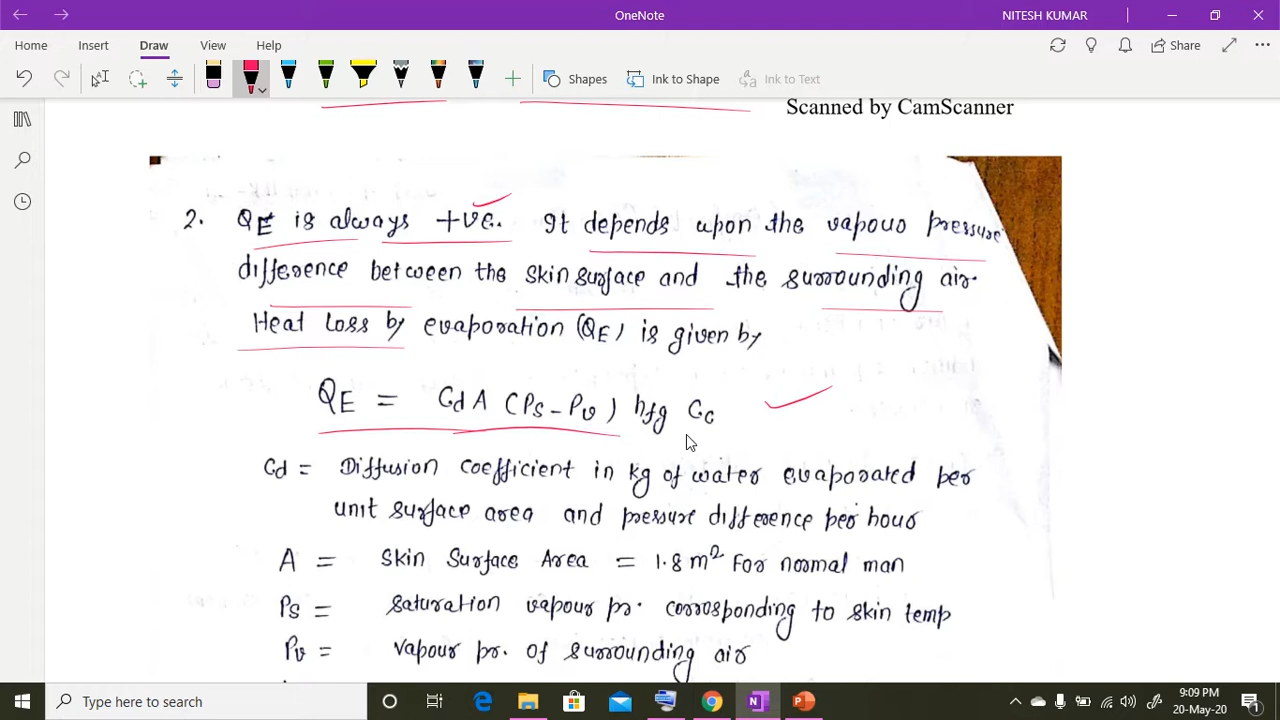 OneNote
NITESH KUMAR
Home Insert Draw View Help
Share
Shapes
Ink to Shape
Ink to Text
Scanned by CamScanner
2. QE is always +ve. It depends upon the vapour pressure
difference between the skin surface and the surrounding air.
Heat Loss by evaporation (QE) is given by
QE = Cd A (Ps - Pv) hfg Cc
Cd = Diffusion coefficient in kg of water evaporated per
unit surface area and pressure difference per hour
A = Skin Surface Area = 1.8 m² For normal man
Ps = saturation vapour pr. corrosponding to skin temp
Pv = vapour pr. of surrounding air
Type here to search
9:09 PM
20-May-20